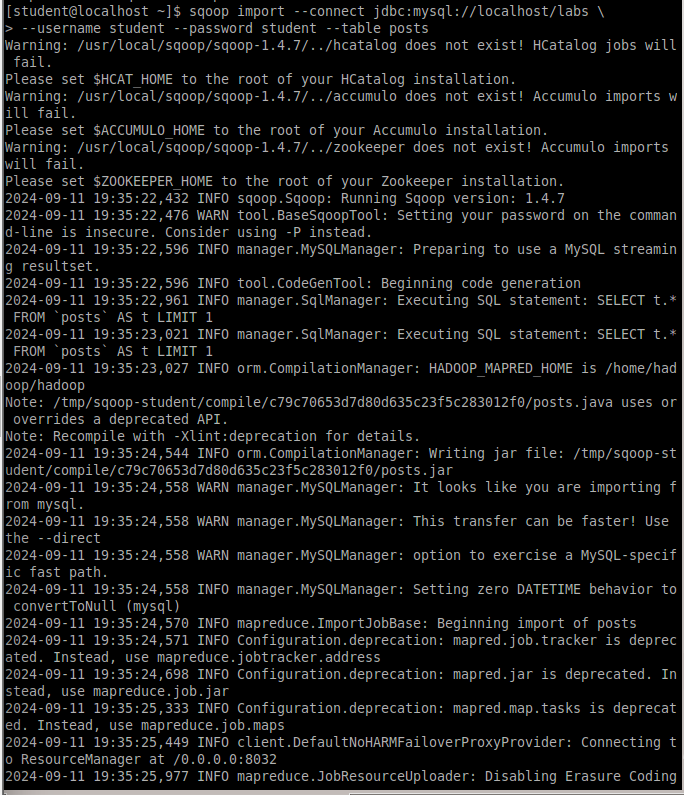 [student@localhost ~]$ sqoop import --connect jdbc:mysql://localhost/labs \
> --username student --password student --table posts
Warning: /usr/local/sqoop/sqoop-1.4.7/../hcatalog does not exist! HCatalog jobs will
 fail.
Please set $HCAT_HOME to the root of your HCatalog installation.
Warning: /usr/local/sqoop/sqoop-1.4.7/../accumulo does not exist! Accumulo imports w
ill fail.
Please set $ACCUMULO_HOME to the root of your Accumulo installation.
Warning: /usr/local/sqoop/sqoop-1.4.7/../zookeeper does not exist! Accumulo imports
will fail.
Please set $ZOOKEEPER_HOME to the root of your Zookeeper installation.
2024-09-11 19:35:22,432 INFO sqoop.Sqoop: Running Sqoop version: 1.4.7
2024-09-11 19:35:22,476 WARN tool.BaseSqoopTool: Setting your password on the comman
d-line is insecure. Consider using -P instead.
2024-09-11 19:35:22,596 INFO manager.MySQLManager: Preparing to use a MySQL streamin
g resultset.
2024-09-11 19:35:22,596 INFO tool.CodeGenTool: Beginning code generation
2024-09-11 19:35:22,961 INFO manager.SqlManager: Executing SQL statement: SELECT t.*
 FROM `posts` AS t LIMIT 1
2024-09-11 19:35:23,021 INFO manager.SqlManager: Executing SQL statement: SELECT t.*
 FROM `posts` AS t LIMIT 1
2024-09-11 19:35:23,027 INFO orm.CompilationManager: HADOOP_MAPRED_HOME is /home/had
oop/hadoop
Note: /tmp/sqoop-student/compile/c79c70653d7d80d635c23f5c283012f0/posts.java uses or
 overrides a deprecated API.
Note: Recompile with -Xlint:deprecation for details.
2024-09-11 19:35:24,544 INFO orm.CompilationManager: Writing jar file: /tmp/sqoop-st
udent/compile/c79c70653d7d80d635c23f5c283012f0/posts.jar
2024-09-11 19:35:24,558 WARN manager.MySQLManager: It looks like you are importing f
rom mysql.
2024-09-11 19:35:24,558 WARN manager.MySQLManager: This transfer can be faster! Use
the --direct
2024-09-11 19:35:24,558 WARN manager.MySQLManager: option to exercise a MySQL-specif
ic fast path.
2024-09-11 19:35:24,558 INFO manager.MySQLManager: Setting zero DATETIME behavior to
 convertToNull (mysql)
2024-09-11 19:35:24,570 INFO mapreduce.ImportJobBase: Beginning import of posts
2024-09-11 19:35:24,571 INFO Configuration.deprecation: mapred.job.tracker is deprec
ated. Instead, use mapreduce.jobtracker.address
2024-09-11 19:35:24,698 INFO Configuration.deprecation: mapred.jar is deprecated. In
stead, use mapreduce.job.jar
2024-09-11 19:35:25,333 INFO Configuration.deprecation: mapred.map.tasks is deprecat
ed. Instead, use mapreduce.job.maps
2024-09-11 19:35:25,449 INFO client.DefaultNoHARMFailoverProxyProvider: Connecting t
o ResourceManager at /0.0.0.0:8032
2024-09-11 19:35:25,977 INFO mapreduce.JobResourceUploader: Disabling Erasure Coding